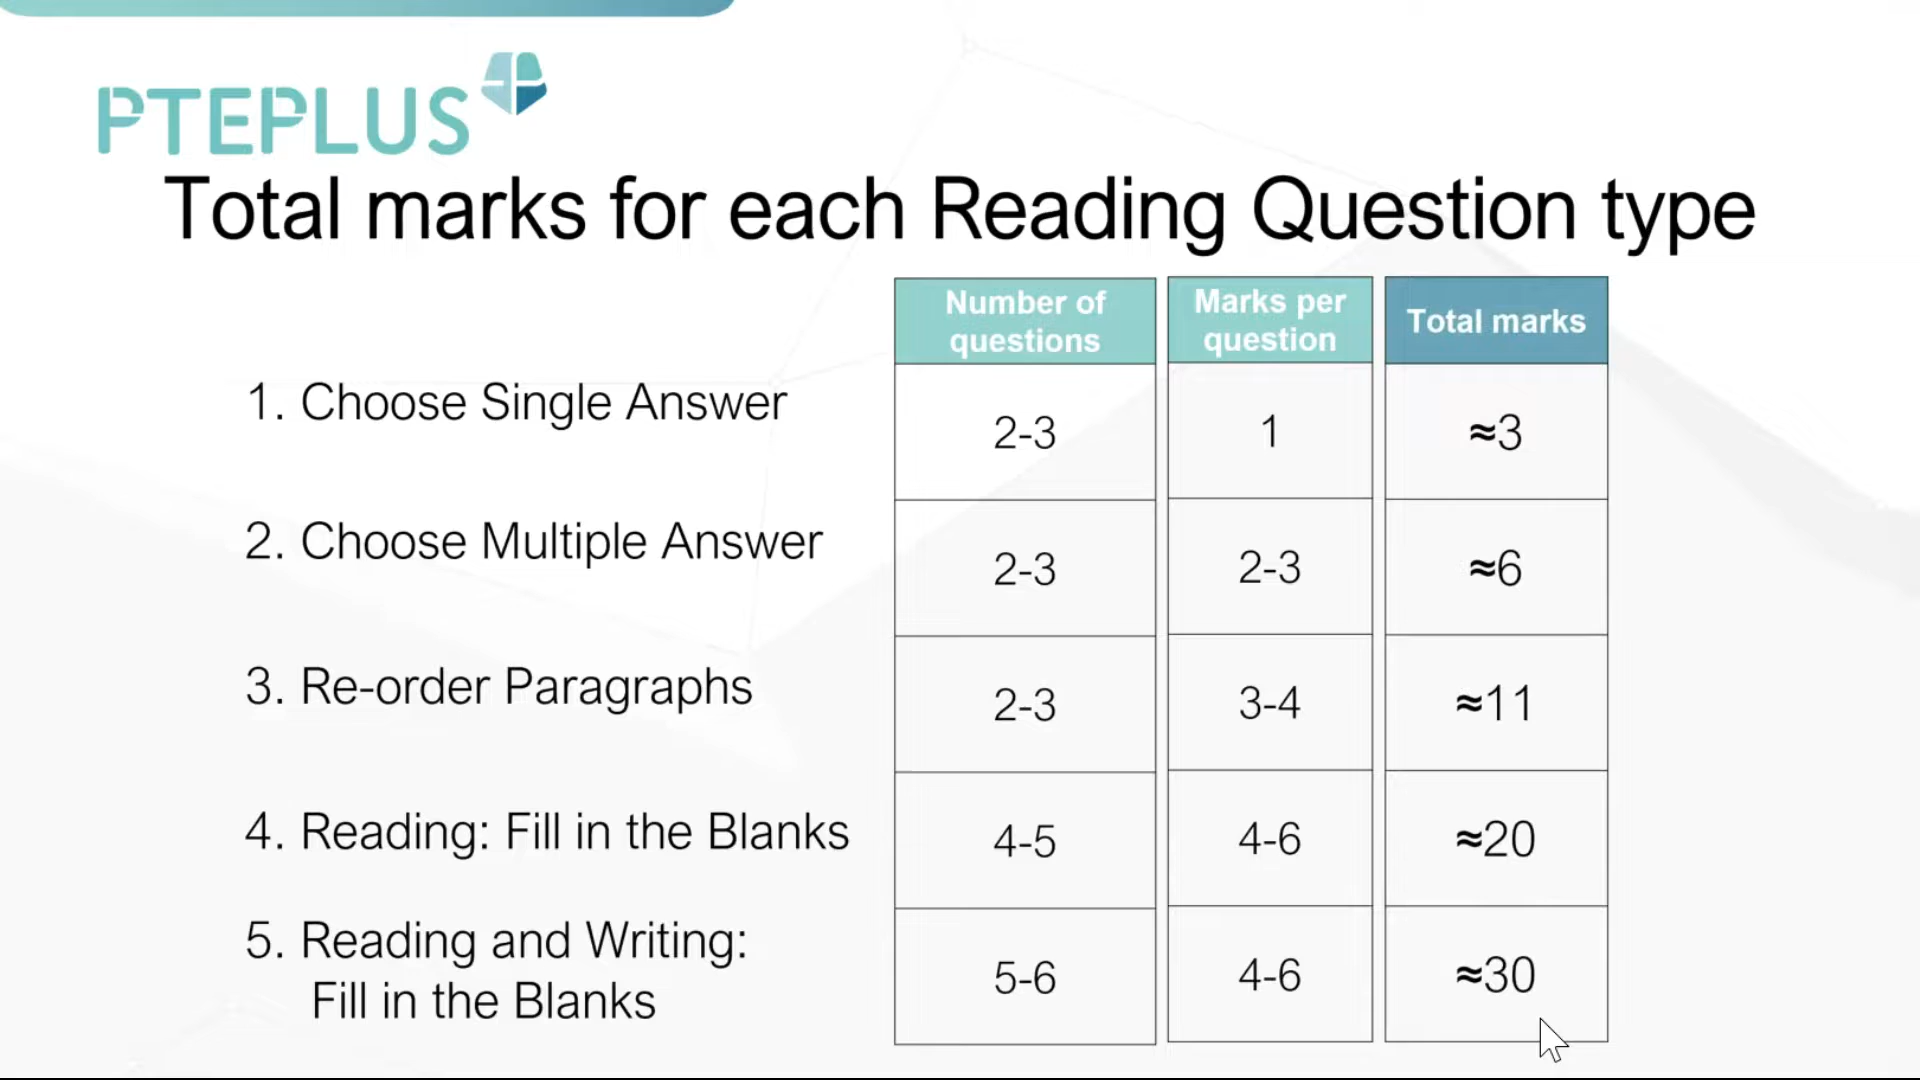 PTEPLUS
Total marks for each Reading Question type
Number of
questions
Marks per
question
Total marks
1. Choose Single Answer
2-3
1
≈3
2. Choose Multiple Answer
2-3
2-3
≈6
3. Re-order Paragraphs
2-3
3-4
≈11
4. Reading: Fill in the Blanks
4-5
4-6
≈20
5. Reading and Writing:
Fill in the Blanks
5-6
4-6
≈30